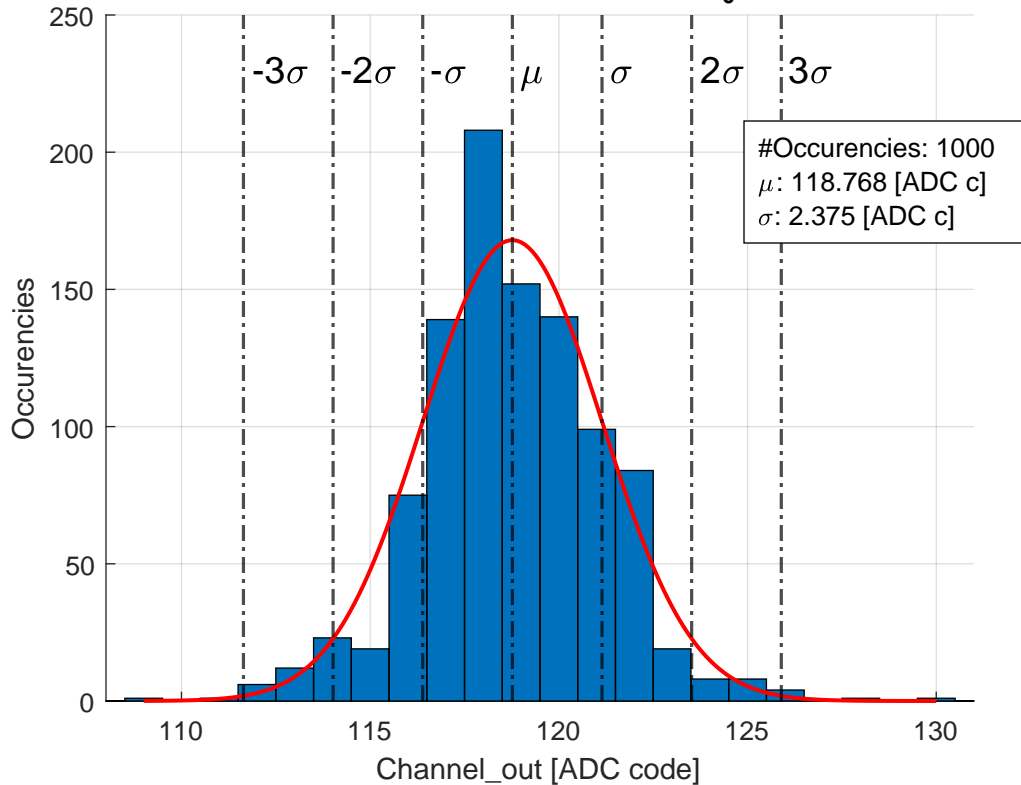 250
200
150
100
50
0
-3σ -2σ -σ μ σ 2σ 3σ
#Occurencies: 1000
μ: 118.768 [ADC c]
σ: 2.375 [ADC c]
Occurencies
110 115 120 125 130
Channel_out [ADC code]